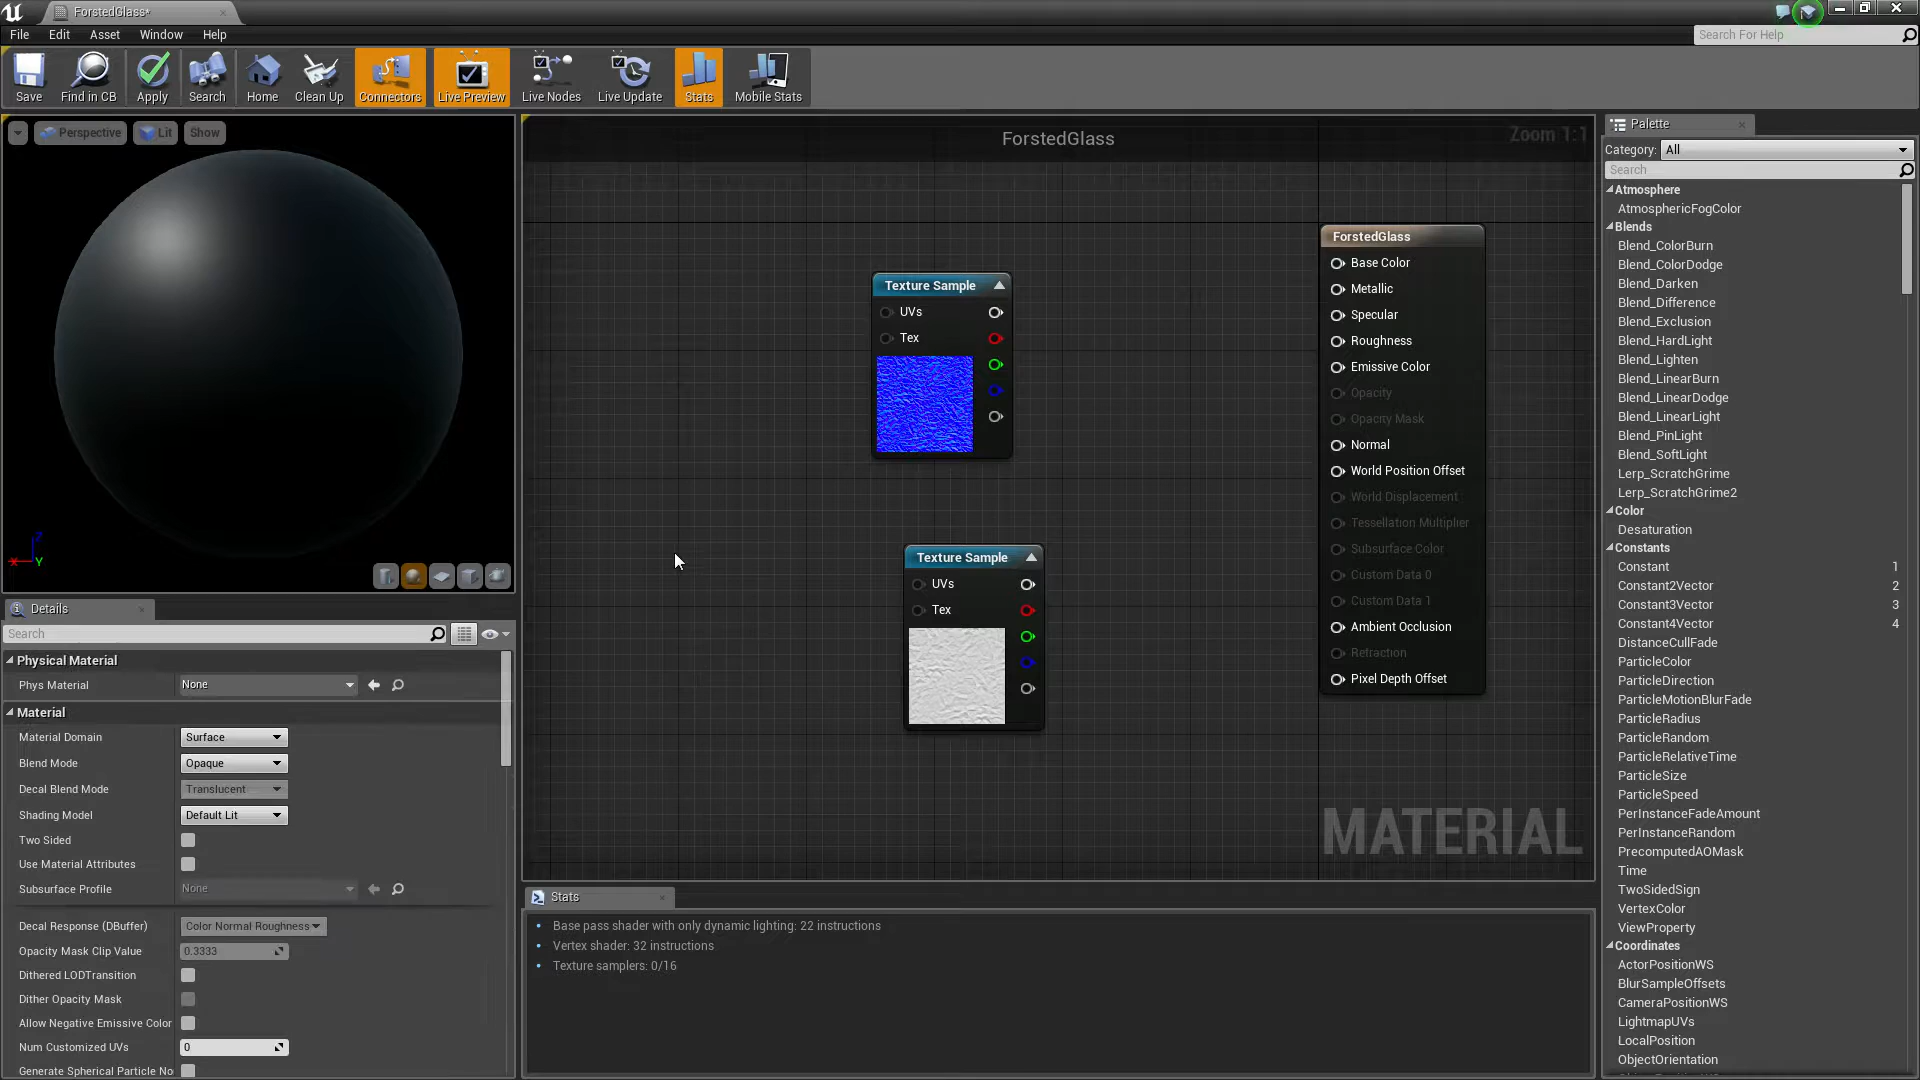 ForstedGlass*
File Edit Asset Window Help
Search For Help
Save Find in CB Apply Search Home Clean Up Connectors Live Preview Live Nodes Live Update Stats Mobile Stats
Perspective Lit Show
ForstedGlass
Zoom 1:1
Texture Sample
UVs
Tex
Texture Sample
UVs
Tex
ForstedGlass
Base Color
Metallic
Specular
Roughness
Emissive Color
Opacity
Opacity Mask
Normal
World Position Offset
World Displacement
Tessellation Multiplier
Subsurface Color
Custom Data 0
Custom Data 1
Ambient Occlusion
Refraction
Pixel Depth Offset
MATERIAL
X Y Z
Details
Search
Physical Material
Phys Material None
Material
Material Domain Surface
Blend Mode Opaque
Decal Blend Mode Translucent
Shading Model Default Lit
Two Sided
Use Material Attributes
Subsurface Profile None
Decal Response (DBuffer) Color Normal Roughness
Opacity Mask Clip Value 0.3333
Dithered LODTransition
Dither Opacity Mask
Allow Negative Emissive Color
Num Customized UVs 0
Generate Spherical Particle No
Stats
Base pass shader with only dynamic lighting: 22 instructions
Vertex shader: 32 instructions
Texture samplers: 0/16
Palette
Category: All
Search
Atmosphere
AtmosphericFogColor
Blends
Blend_ColorBurn
Blend_ColorDodge
Blend_Darken
Blend_Difference
Blend_Exclusion
Blend_HardLight
Blend_Lighten
Blend_LinearBurn
Blend_LinearDodge
Blend_LinearLight
Blend_PinLight
Blend_SoftLight
Lerp_ScratchGrime
Lerp_ScratchGrime2
Color
Desaturation
Constants
Constant 1
Constant2Vector 2
Constant3Vector 3
Constant4Vector 4
DistanceCullFade
ParticleColor
ParticleDirection
ParticleMotionBlurFade
ParticleRadius
ParticleRandom
ParticleRelativeTime
ParticleSize
ParticleSpeed
PerInstanceFadeAmount
PerInstanceRandom
PrecomputedAOMask
Time
TwoSidedSign
VertexColor
ViewProperty
Coordinates
ActorPositionWS
BlurSampleOffsets
CameraPositionWS
LightmapUVs
LocalPosition
ObjectOrientation